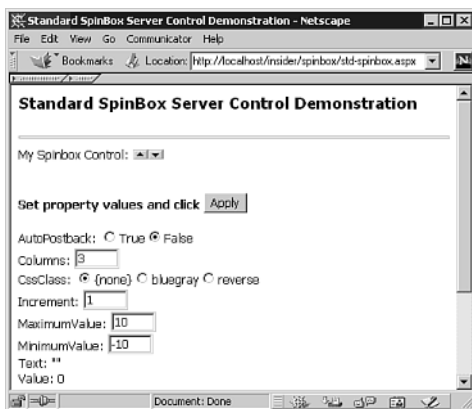 Standard SpinBox Server Control Demonstration - Netscape
File Edit View Go Communicator Help
Bookmarks Location: http://localhost/insider/spinbox/std-spinbox.aspx N
Standard SpinBox Server Control Demonstration
My Spinbox Control:
Set property values and click Apply
AutoPostback: True False
Columns: 3
CssClass: {none} bluegray reverse
Increment: 1
MaximumValue: 10
MinimumValue: -10
Text: ""
Value: 0
Document: Done